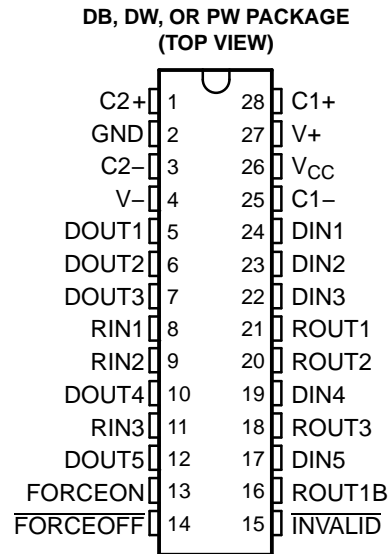 DB, DW, OR PW PACKAGE
(TOP VIEW)
C2+ 1 28 C1+
GND 2 27 V+
C2− 3 26 VCC
V− 4 25 C1−
DOUT1 5 24 DIN1
DOUT2 6 23 DIN2
DOUT3 7 22 DIN3
RIN1 8 21 ROUT1
RIN2 9 20 ROUT2
DOUT4 10 19 DIN4
RIN3 11 18 ROUT3
DOUT5 12 17 DIN5
FORCEON 13 16 ROUT1B
FORCEOFF 14 15 INVALID